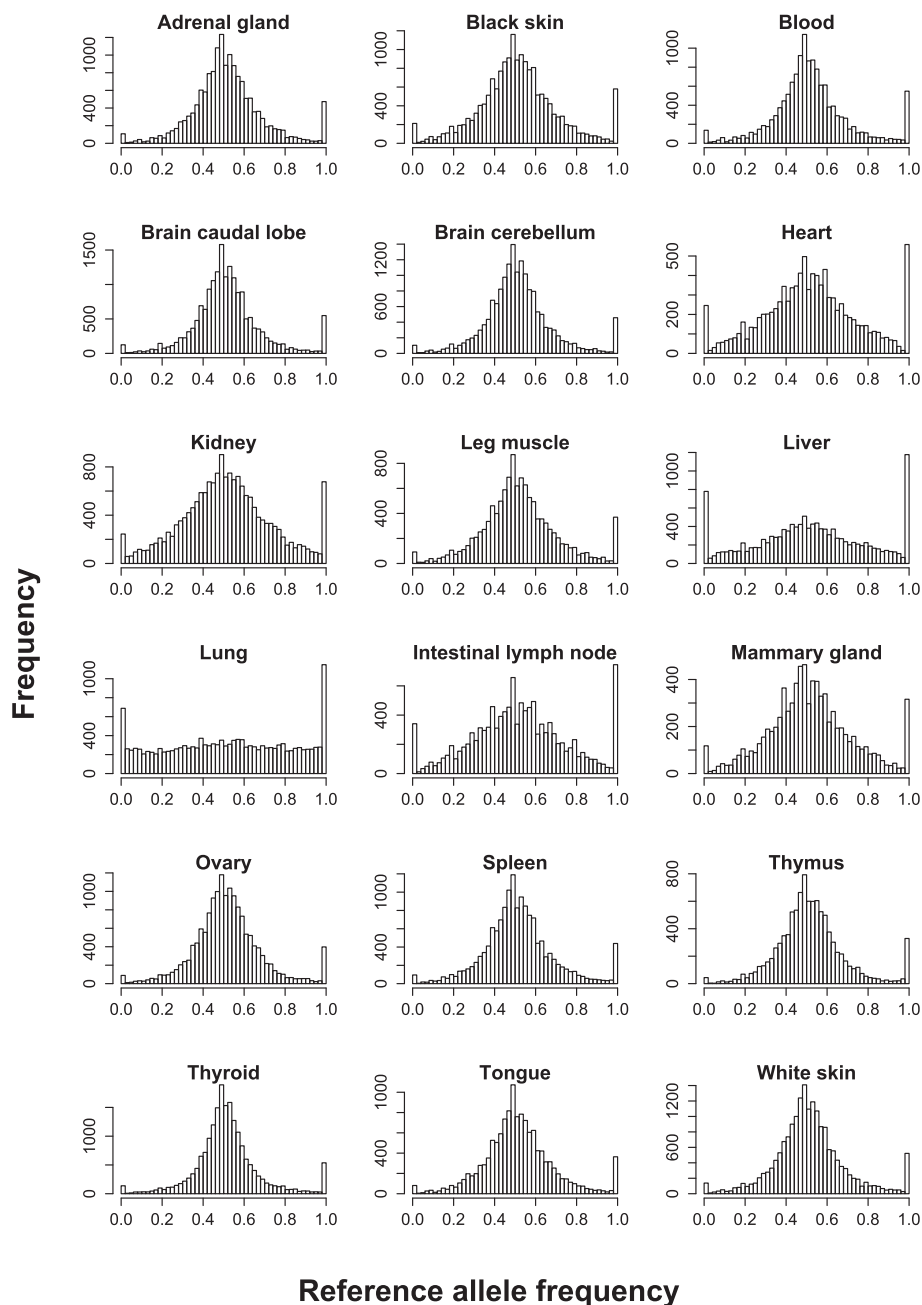 Adrenal gland
0
400
1000
0.0 0.2 0.4 0.6 0.8 1.0
Black skin
0
400
1000
0.0 0.2 0.4 0.6 0.8 1.0
Blood
0
400
1000
0.0 0.2 0.4 0.6 0.8 1.0
Brain caudal lobe
0
500
1500
0.0 0.2 0.4 0.6 0.8 1.0
Brain cerebellum
0
600
1200
0.0 0.2 0.4 0.6 0.8 1.0
Heart
0
200
500
0.0 0.2 0.4 0.6 0.8 1.0
Kidney
0
400
800
0.0 0.2 0.4 0.6 0.8 1.0
Leg muscle
0
400
800
0.0 0.2 0.4 0.6 0.8 1.0
Liver
0
400
1000
0.0 0.2 0.4 0.6 0.8 1.0
Frequency
Lung
0
400
1000
0.0 0.2 0.4 0.6 0.8 1.0
Intestinal lymph node
0
400
0.0 0.2 0.4 0.6 0.8 1.0
Mammary gland
0
200
400
0.0 0.2 0.4 0.6 0.8 1.0
Ovary
0
400
1000
0.0 0.2 0.4 0.6 0.8 1.0
Spleen
0
400
1000
0.0 0.2 0.4 0.6 0.8 1.0
Thymus
0
400
800
0.0 0.2 0.4 0.6 0.8 1.0
Thyroid
0
1000
0.0 0.2 0.4 0.6 0.8 1.0
Tongue
0
400
1000
0.0 0.2 0.4 0.6 0.8 1.0
White skin
0
600
1200
0.0 0.2 0.4 0.6 0.8 1.0
Reference allele frequency